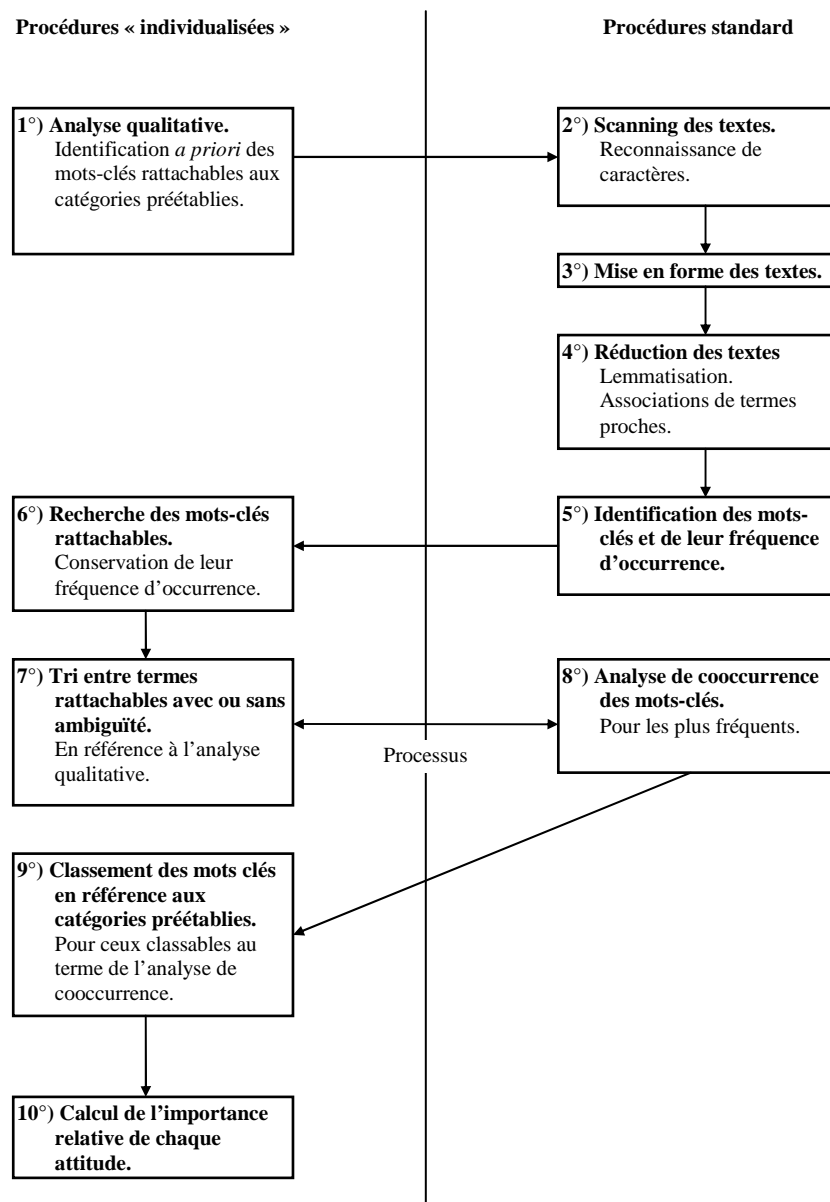 Procédures « individualisées »
Procédures standard
1°) Analyse qualitative.
Identification a priori des
mots-clés rattachables aux
catégories préétablies.
2°) Scanning des textes.
Reconnaissance de
caractères.
3°) Mise en forme des textes.
4°) Réduction des textes
Lemmatisation.
Associations de termes
proches.
5°) Identification des mots-
clés et de leur fréquence
d’occurrence.
6°) Recherche des mots-clés
rattachables.
Conservation de leur
fréquence d’occurrence.
7°) Tri entre termes
rattachables avec ou sans
ambiguïté.
En référence à l’analyse
qualitative.
Processus
8°) Analyse de cooccurrence
des mots-clés.
Pour les plus fréquents.
9°) Classement des mots clés
en référence aux
catégories préétablies.
Pour ceux classables au
terme de l’analyse de
cooccurrence.
10°) Calcul de l’importance
relative de chaque
attitude.